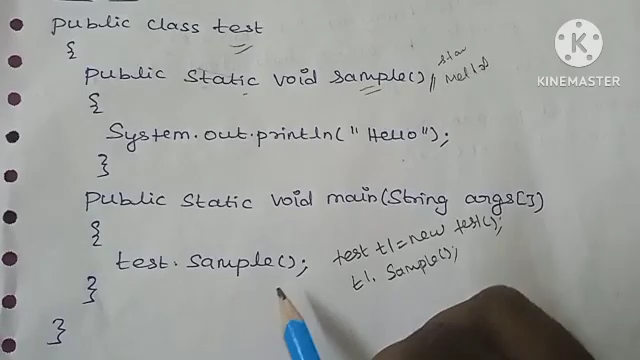 public class test
{
public static void sample() // static
{
System.out.println("Hello");
}
public static void main(String args[])
{
test.sample(); test t1=new test();
t1.sample();
}
}
K
KINEMASTER